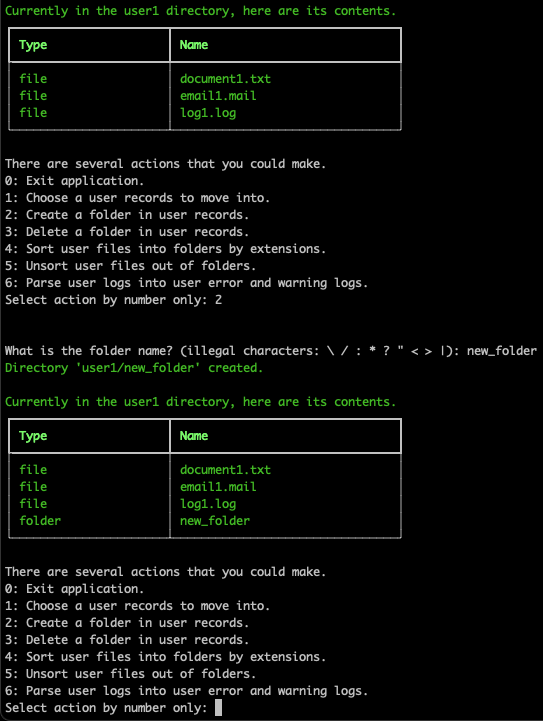 Currently in the user1 directory, here are its contents.
Type Name
file document1.txt
file email1.mail
file log1.log
There are several actions that you could make.
0: Exit application.
1: Choose a user records to move into.
2: Create a folder in user records.
3: Delete a folder in user records.
4: Sort user files into folders by extensions.
5: Unsort user files out of folders.
6: Parse user logs into user error and warning logs.
Select action by number only: 2
What is the folder name? (illegal characters: \ / : * ? " < > |): new_folder
Directory 'user1/new_folder' created.
Currently in the user1 directory, here are its contents.
Type Name
file document1.txt
file email1.mail
file log1.log
folder new_folder
There are several actions that you could make.
0: Exit application.
1: Choose a user records to move into.
2: Create a folder in user records.
3: Delete a folder in user records.
4: Sort user files into folders by extensions.
5: Unsort user files out of folders.
6: Parse user logs into user error and warning logs.
Select action by number only: